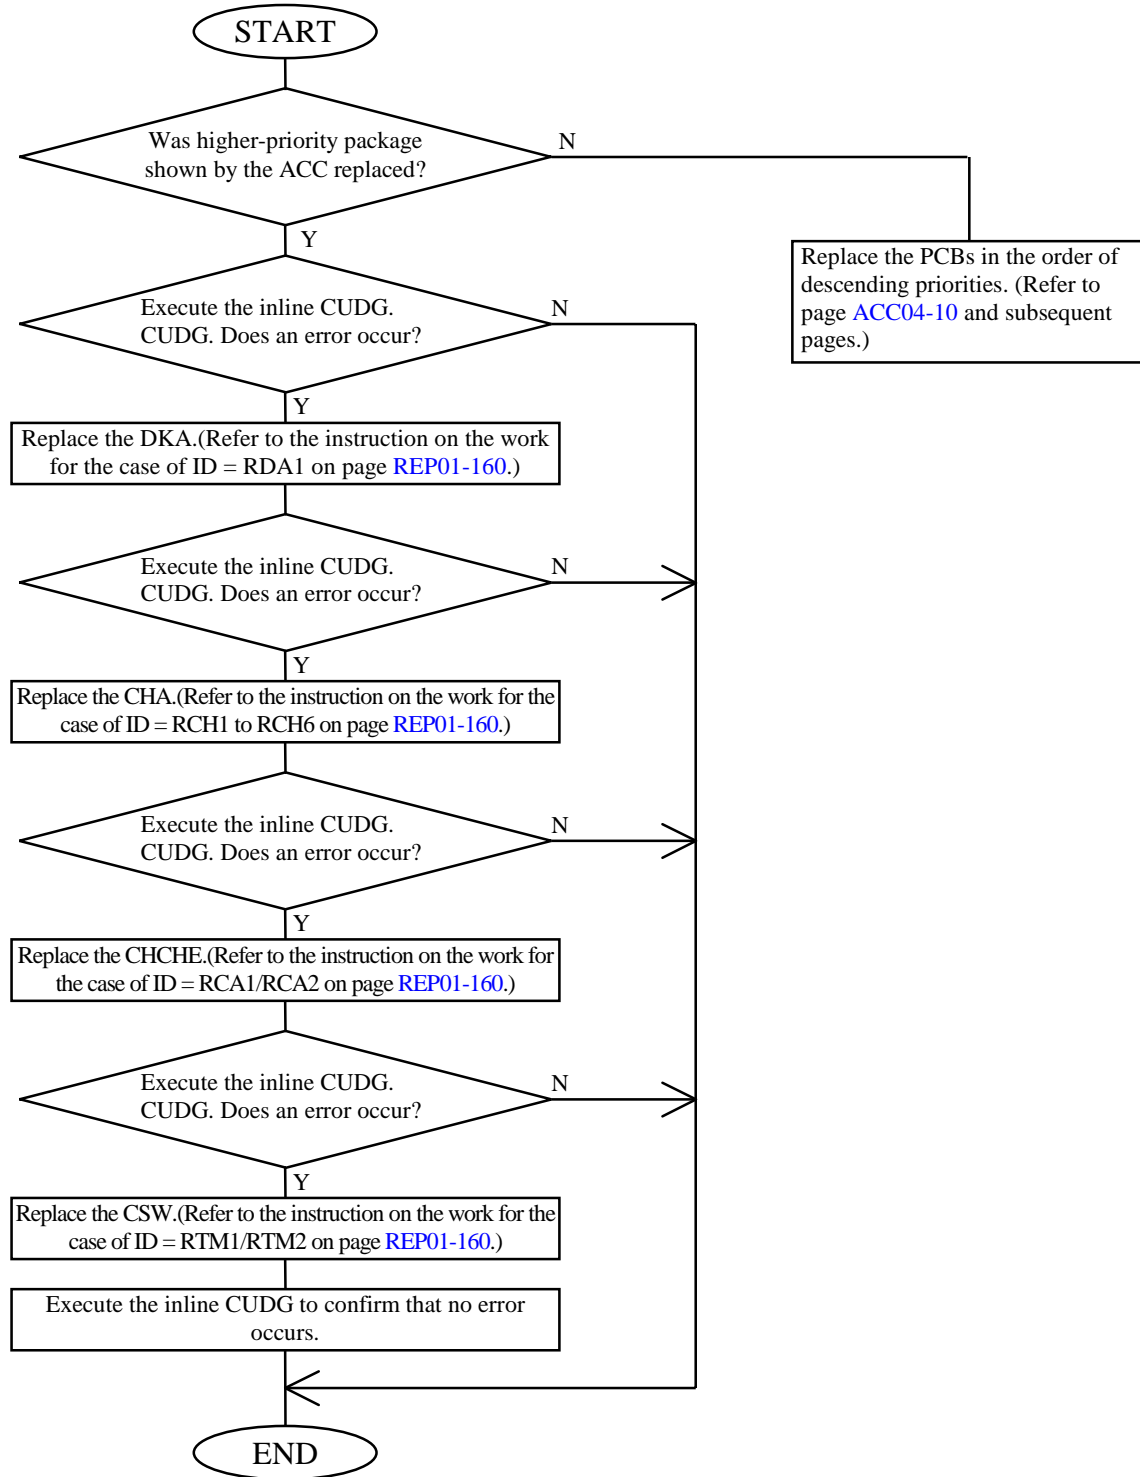 START
Was higher-priority package
shown by the ACC replaced?
N
Y
Replace the PCBs in the order of
descending priorities. (Refer to
page ACC04-10 and subsequent
pages.)
Execute the inline CUDG.
CUDG. Does an error occur?
N
Y
Replace the DKA.(Refer to the instruction on the work
for the case of ID = RDA1 on page REP01-160.)
Execute the inline CUDG.
CUDG. Does an error occur?
N
Y
Replace the CHA.(Refer to the instruction on the work for the
case of ID = RCH1 to RCH6 on page REP01-160.)
Execute the inline CUDG.
CUDG. Does an error occur?
N
Y
Replace the CHCHE.(Refer to the instruction on the work for
the case of ID = RCA1/RCA2 on page REP01-160.)
Execute the inline CUDG.
CUDG. Does an error occur?
N
Y
Replace the CSW.(Refer to the instruction on the work for the
case of ID = RTM1/RTM2 on page REP01-160.)
Execute the inline CUDG to confirm that no error
occurs.
END